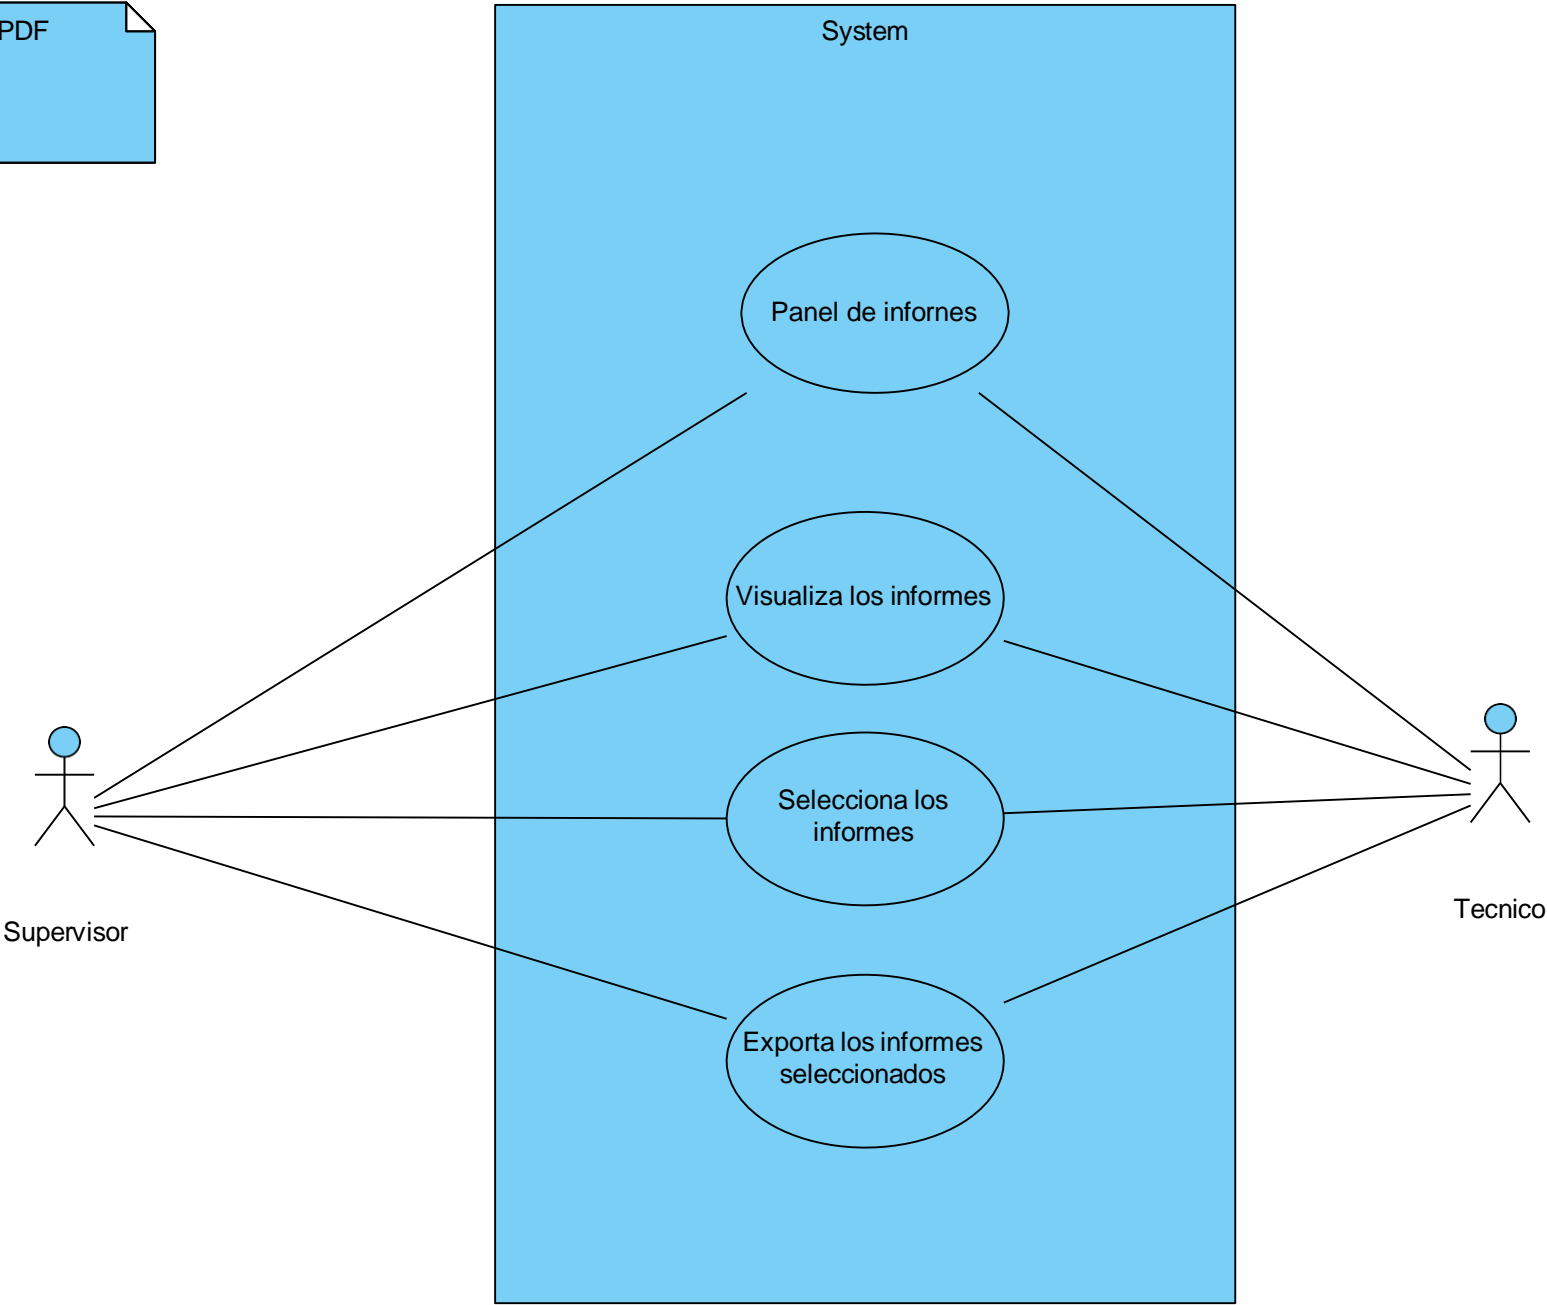 PDF
System
Panel de infornes
Visualiza los informes
Selecciona los
informes
Supervisor
Tecnico
Exporta los informes
seleccionados